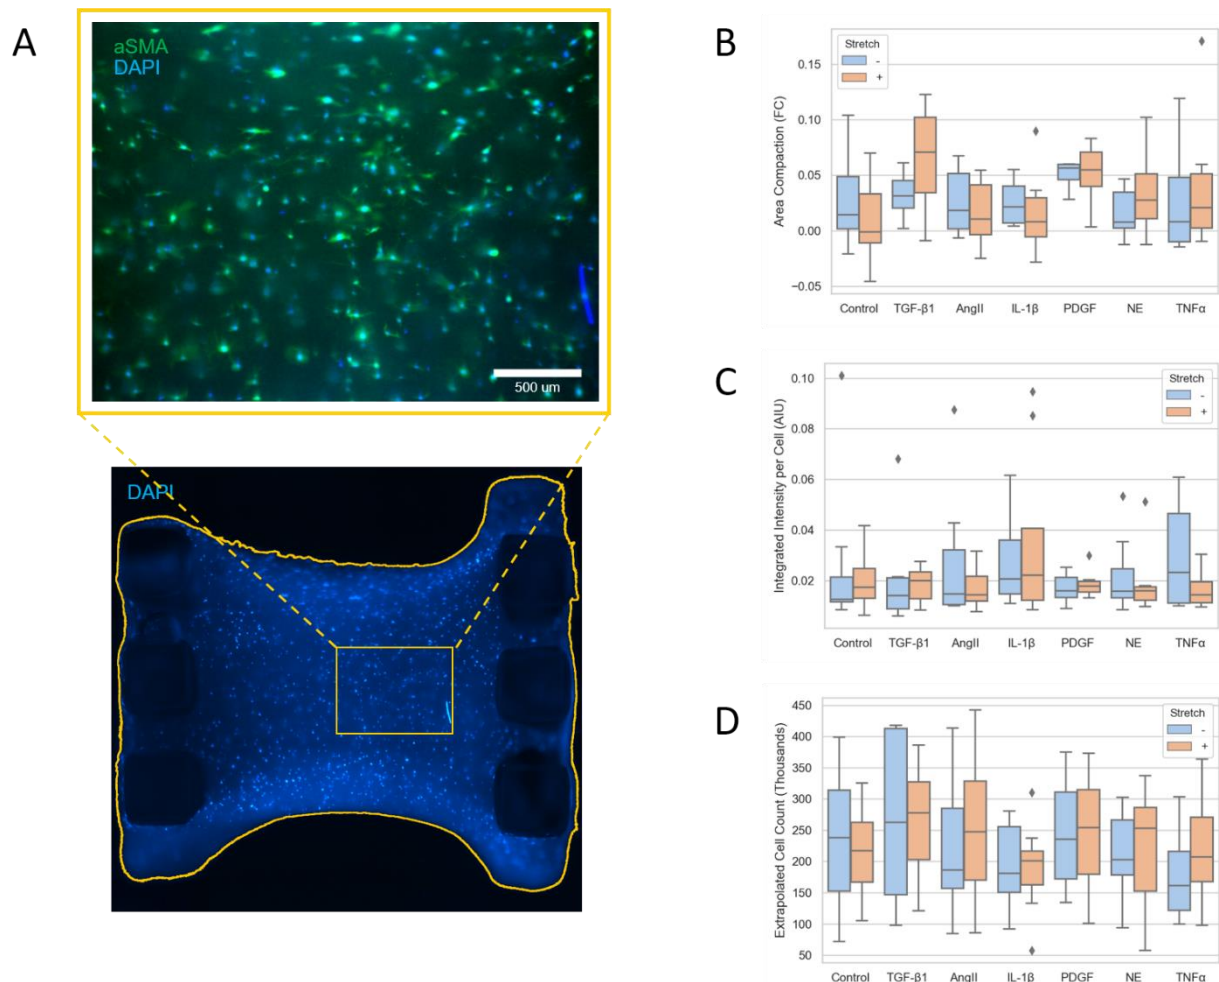 A
aSMA
DAPI
500 um
DAPI
B
Stretch
-
+
Area Compaction (FC)
0.15
0.10
0.05
0.00
−0.05
Control TGF-β1 AngII IL-1β PDGF NE TNFα
C
Stretch
-
+
Integrated Intensity per Cell (AIU)
0.10
0.08
0.06
0.04
0.02
Control TGF-β1 AngII IL-1β PDGF NE TNFα
D
Stretch
-
+
Extrapolated Cell Count (Thousands)
450
400
350
300
250
200
150
100
50
Control TGF-β1 AngII IL-1β PDGF NE TNFα